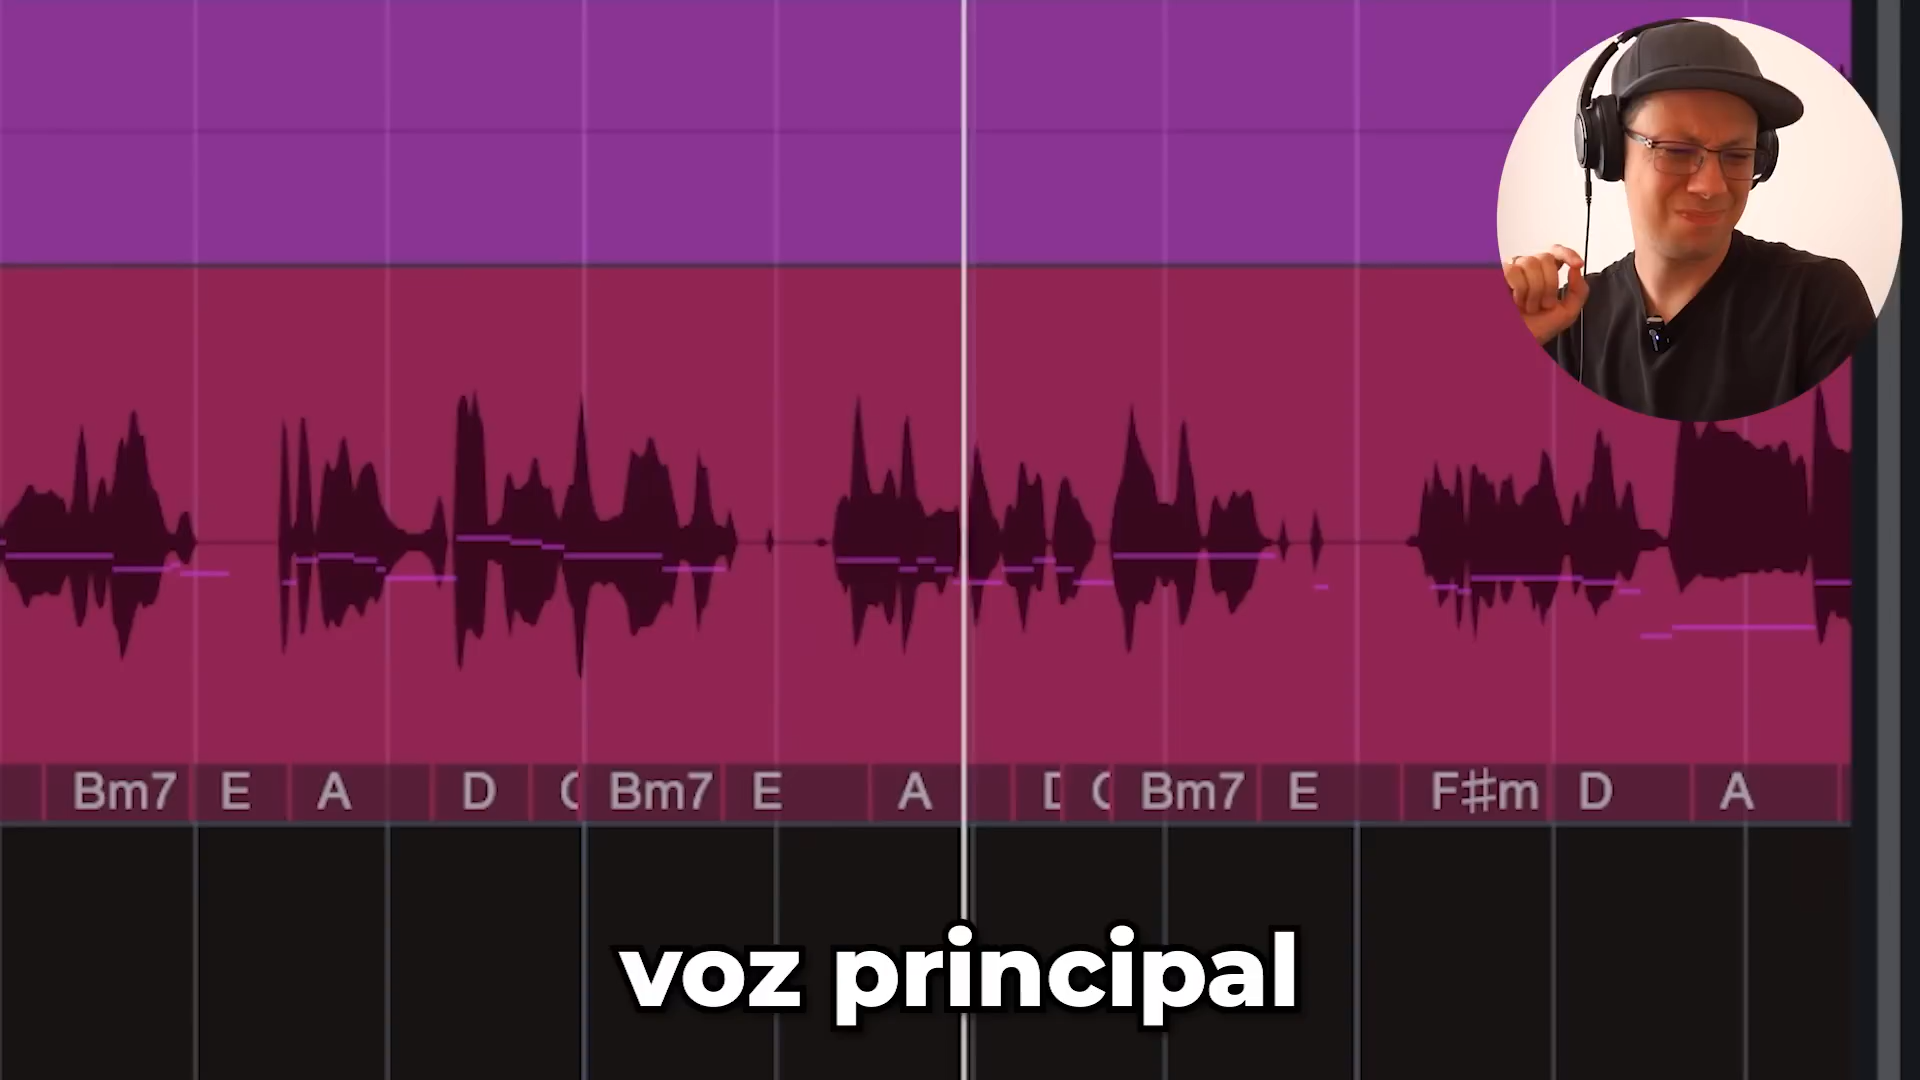 Bm7 E A D Bm7 E A Bm7 E F♯m D A
voz principal